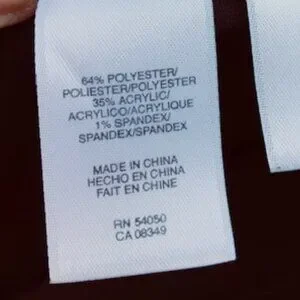 64% POLYESTER/
POLIESTER/POLYESTER
35% ACRYLIC/
ACRYLICO/ACRYLIQUE
1% SPANDEX/
SPANDEX/SPANDEX
MADE IN CHINA
HECHO EN CHINA
FAIT EN CHINE
RN 54050
CA 08349